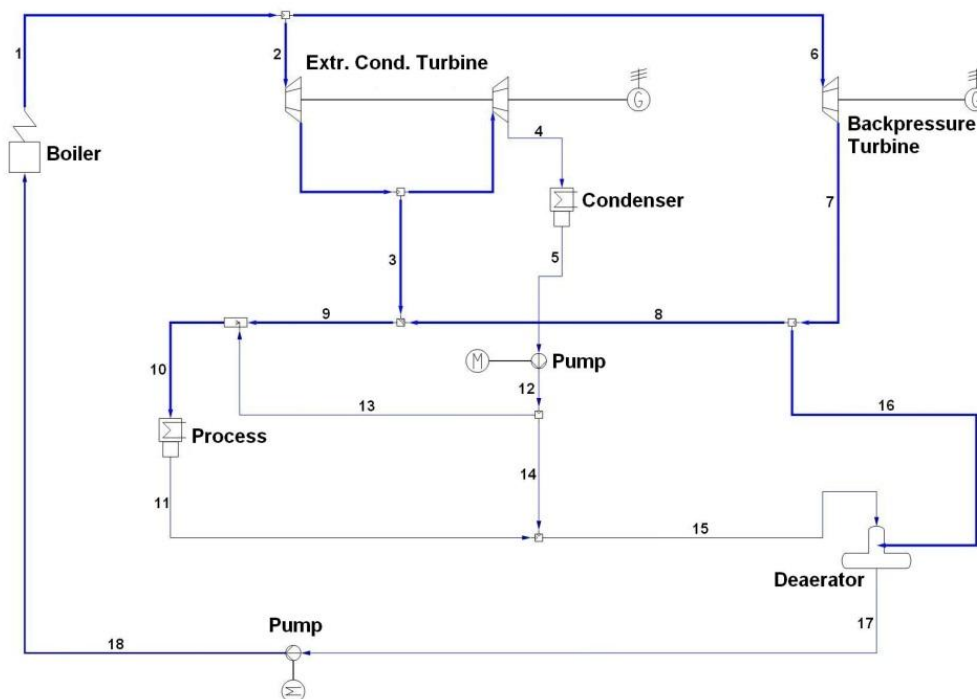 1
2
Extr. Cond. Turbine
6
G
G
4
Backpressure
Turbine
Boiler
Condenser
7
3
5
9
8
10
M
Pump
12
13
16
Process
14
11
15
Deaerator
17
Pump
18
M